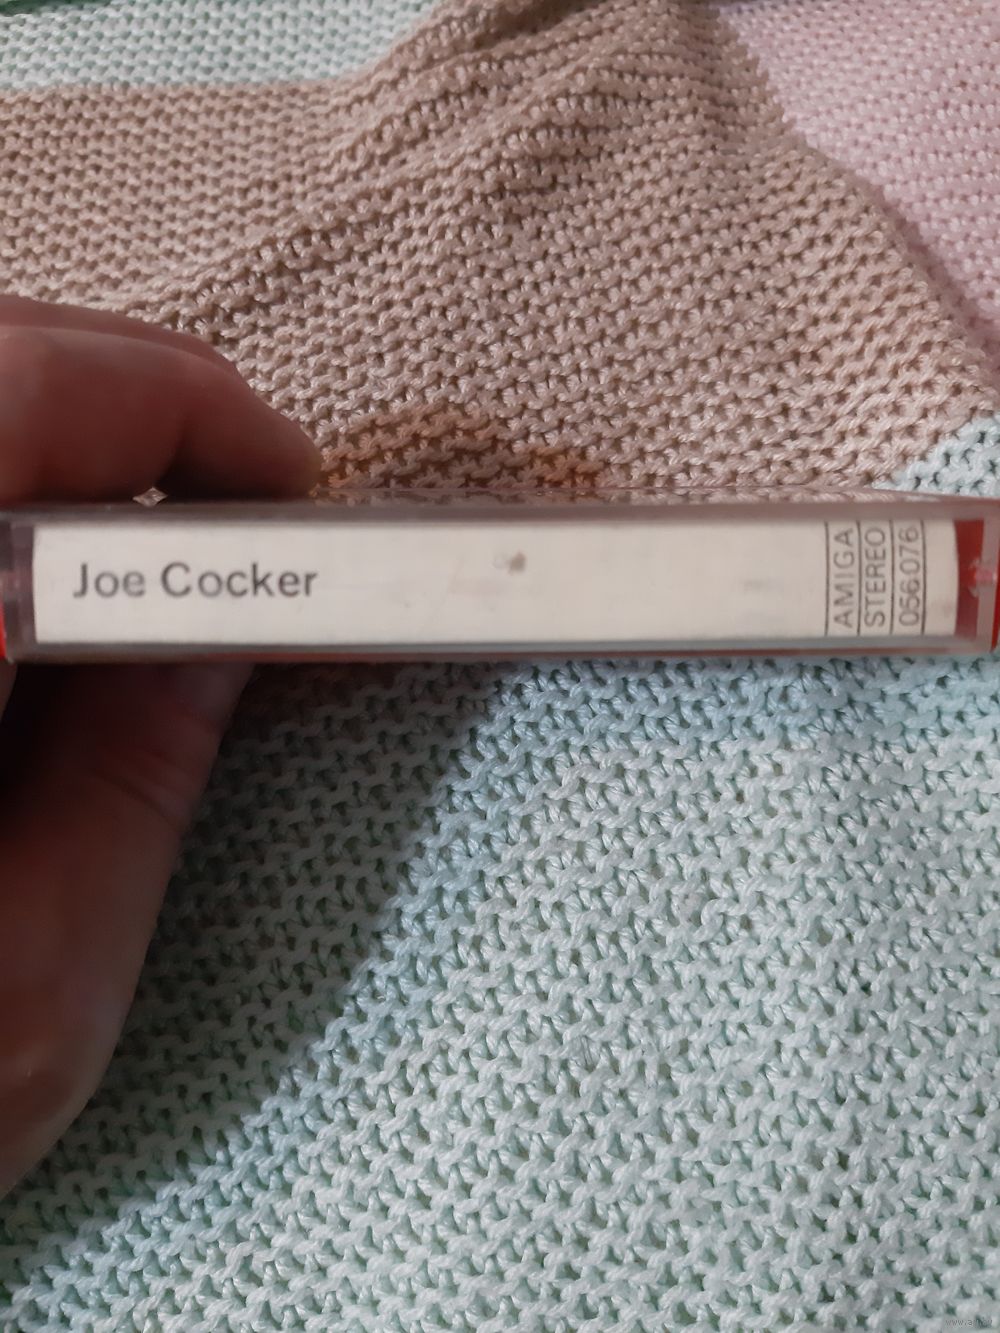 Joe Cocker
AMIGA
STEREO
056076